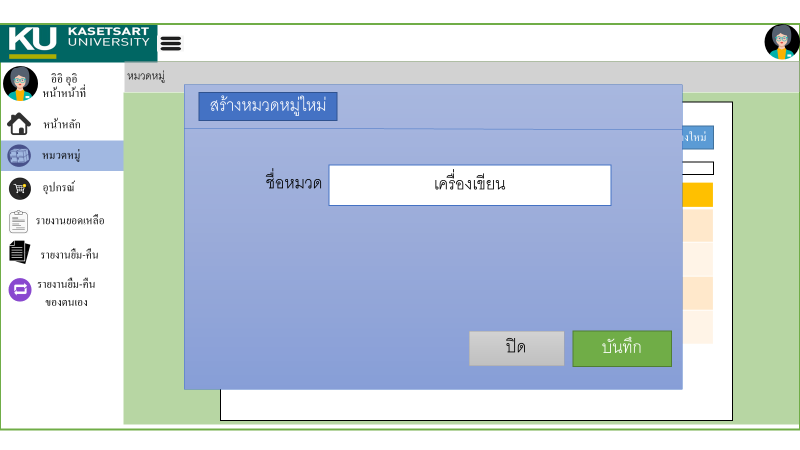 KU KASETSART
UNIVERSITY
อิอิ อุอิ
หน้าหน้าที่
หมวดหมู่
หน้าหลัก
หมวดหมู่
อุปกรณ์
รายงานยอดเหลือ
รายงานยืม-คืน
รายงานยืม-คืน
ของตนเอง
สร้างหมวดหมู่ใหม่
ชื่อหมวด เครื่องเขียน
ปิด บันทึก